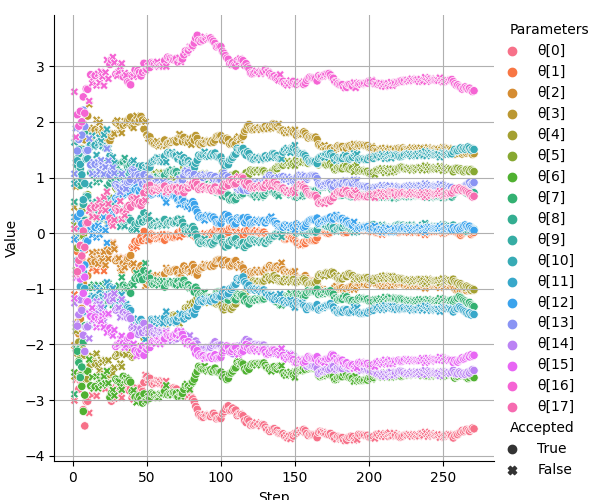 Parameters
θ[0]
θ[1]
θ[2]
θ[3]
θ[4]
θ[5]
θ[6]
θ[7]
θ[8]
θ[9]
θ[10]
θ[11]
θ[12]
θ[13]
θ[14]
θ[15]
θ[16]
θ[17]
Accepted
True
False
Value
3
2
1
0
−1
−2
−3
−4
0
50
100
150
200
250
Step